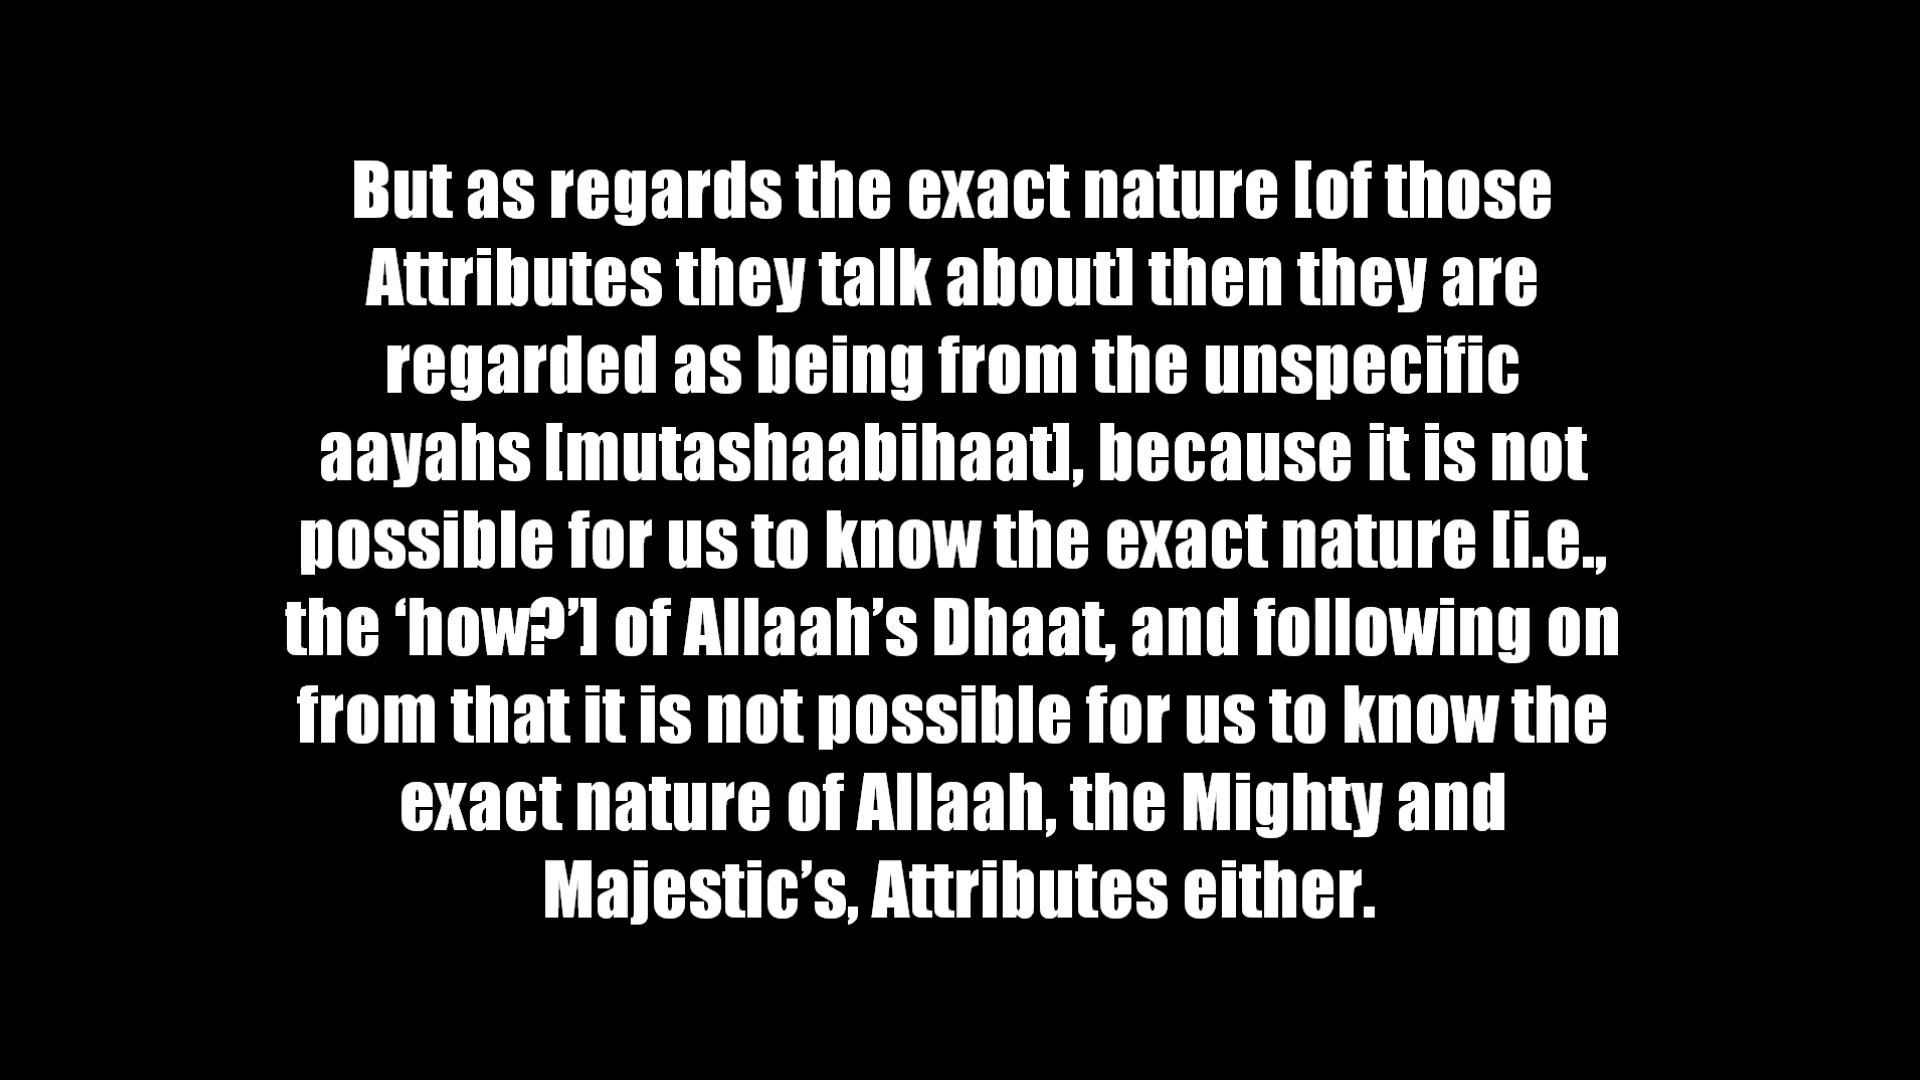 But as regards the exact nature [of those
Attributes they talk about] then they are
regarded as being from the unspecific
aayahs [mutashaabihaat], because it is not
possible for us to know the exact nature [i.e.,
the ‘how?’] of Allaah’s Dhaat, and following on
from that it is not possible for us to know the
exact nature of Allaah, the Mighty and
Majestic’s, Attributes either.